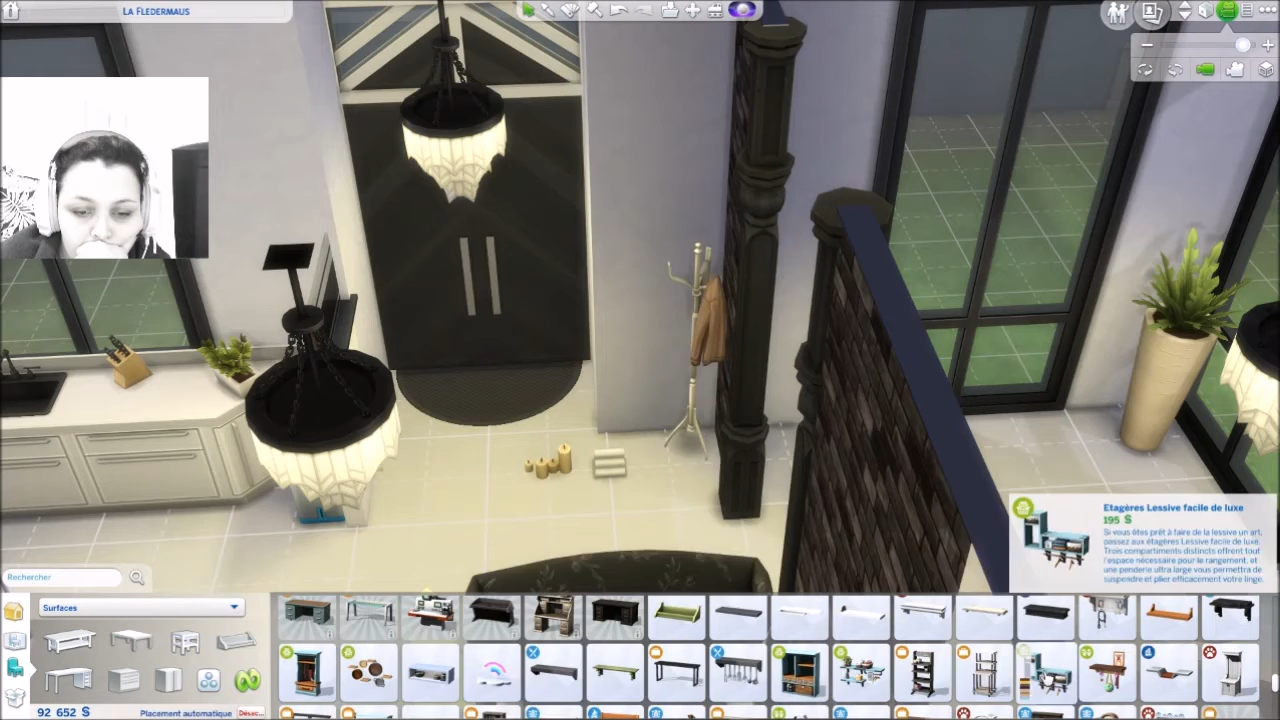 LA FLEDERMAUS
Etagères Lessive facile de luxe
195 $
Si vous êtes prêt à faire de la lessive un art,
passez aux étagères Lessive facile de luxe.
Trois compartiments distincts offrent tout
l'espace nécessaire pour le rangement, et
une penderie ultra large vous permettra de
suspendre et plier efficacement votre linge.
Rechercher
Surfaces
92 652 $ Placement automatique Désac...